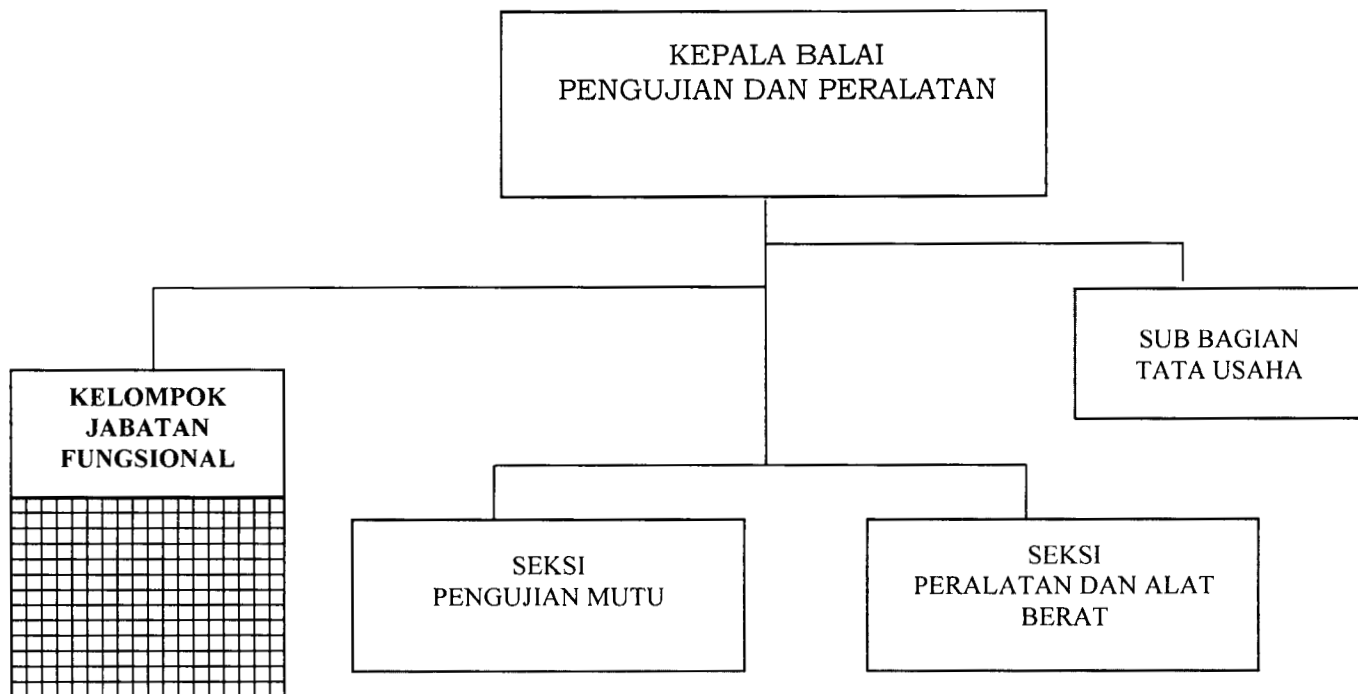 KEPALA BALAI
PENGUJIAN DAN PERALATAN
SUB BAGIAN
TATA USAHA
KELOMPOK
JABATAN
FUNGSIONAL
SEKSI
PENGUJIAN MUTU
SEKSI
PERALATAN DAN ALAT
BERAT